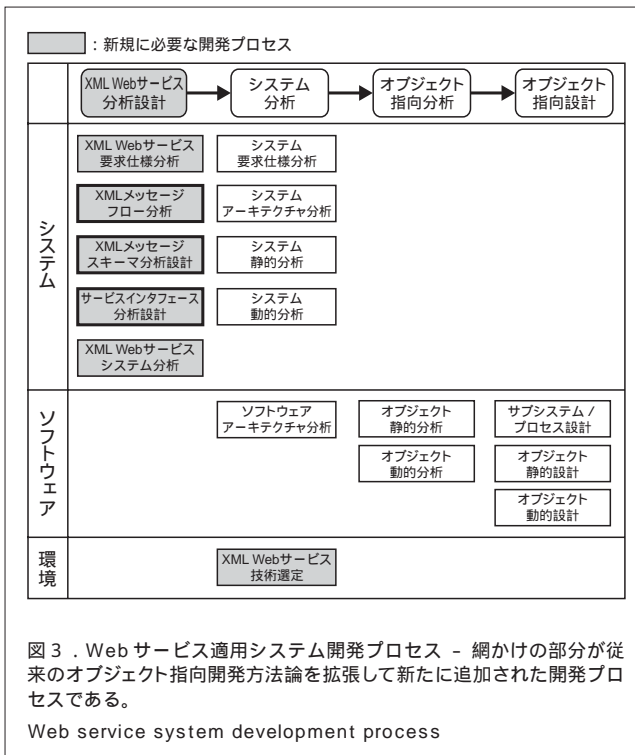 ：新規に必要な開発プロセス
XML Webサービス
分析設計
システム
分析
オブジェクト
指向分析
オブジェクト
指向設計
システム
XML Webサービス
要求仕様分析
システム
要求仕様分析
XMLメッセージ
フロー分析
システム
アーキテクチャ分析
XMLメッセージ
スキーマ分析設計
システム
静的分析
サービスインタフェース
分析設計
システム
動的分析
XML Webサービス
システム分析
ソフトウェア
ソフトウェア
アーキテクチャ分析
オブジェクト
静的分析
サブシステム /
プロセス設計
オブジェクト
動的分析
オブジェクト
静的設計
オブジェクト
動的設計
環境
XML Webサービス
技術選定
図３．Web サービス適用システム開発プロセス － 網かけの部分が従
来のオブジェクト指向開発方法論を拡張して新たに追加された開発プロ
セスである。
Web service system development process